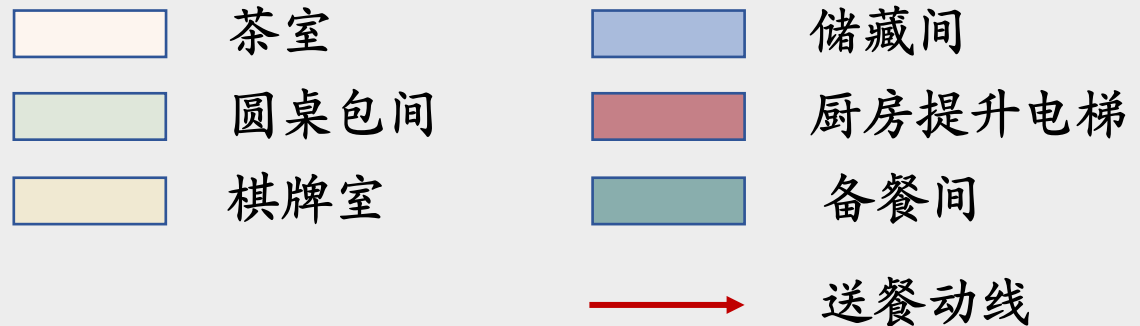 茶室
储藏间
圆桌包间
厨房提升电梯
棋牌室
备餐间
送餐动线